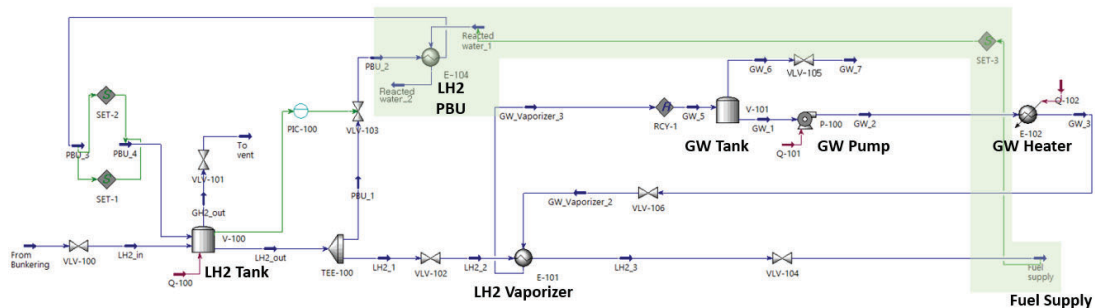 Reacted
water_1
SET-3
PBU_2
E-104
GW_6
VLV-105
GW_7
Reacted
water_2
LH2
PBU
SET-2
GW_Vaporizer_3
V-101
Q-102
PIC-100
VLV-103
RCY-1
GW_5
GW_1
P-100
GW_2
E-102
GW_3
PBU_3
PBU_4
To
vent
GW Tank
Q-101
GW Pump
GW Heater
VLV-101
SET-1
PBU_1
GW_Vaporizer_2
VLV-106
GH2_out
V-100
From
Bunkering
VLV-100
LH2_in
LH2_out
Q-100
LH2 Tank
TEE-100
LH2_1
VLV-102
LH2_2
E-101
LH2_3
VLV-104
Fuel
supply
LH2 Vaporizer
Fuel Supply